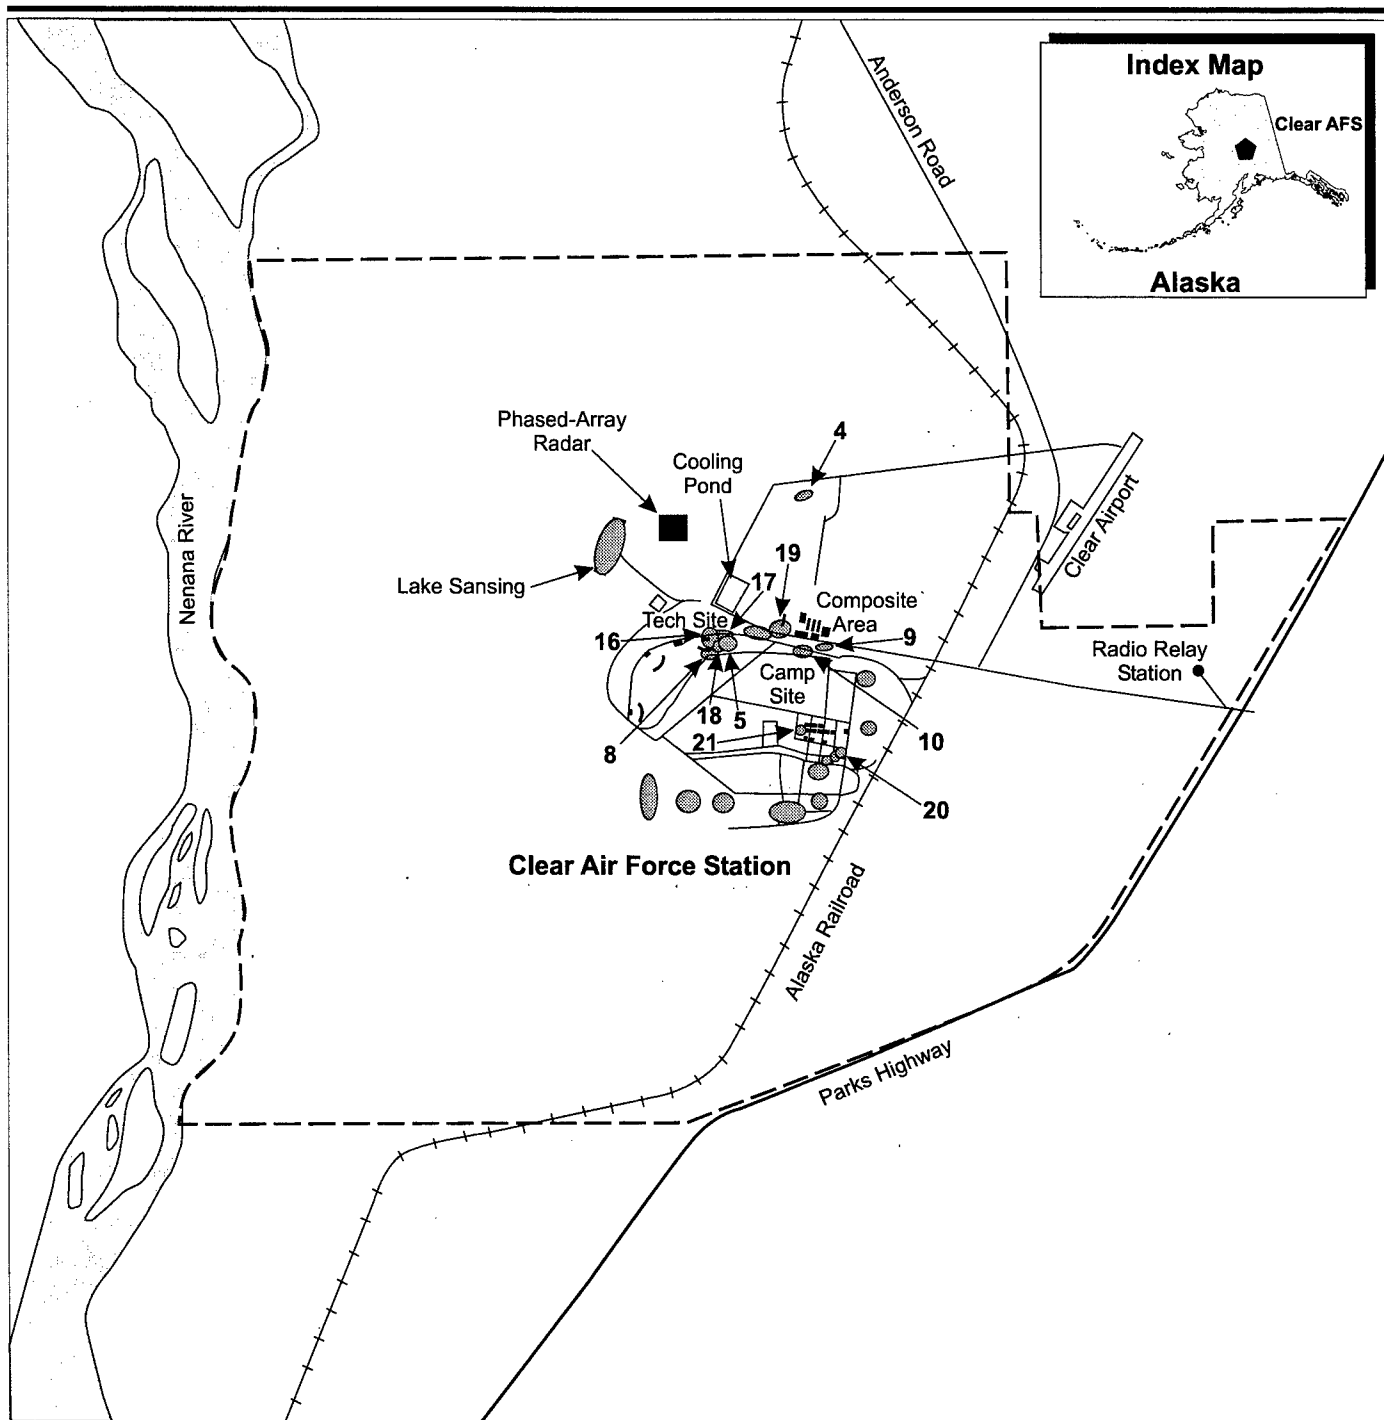 Index Map
Clear AFS
Alaska
Anderson Road
4
Phased-Array
Radar
Cooling
Pond
Nenana River
Clear Airport
19
17
Lake Sansing
Composite
Area
Tech Site
16
9
Radio Relay
Station
Camp
Site
18
5
21
10
8
20
Clear Air Force Station
Alaska Railroad
Parks Highway